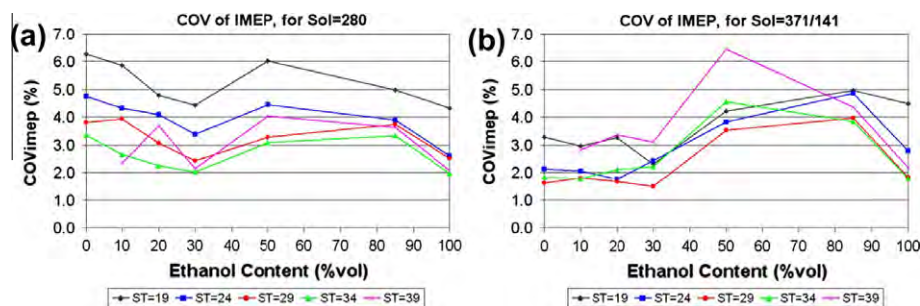 (a)
COV of IMEP, for Sol=280
COVimep (%)
7.0
6.0
5.0
4.0
3.0
2.0
1.0
0.0
0 10 20 30 40 50 60 70 80 90 100
Ethanol Content (%vol)
ST=19 ST=24 ST=29 ST=34 ST=39
(b)
COV of IMEP, for Sol=371/141
COVimep (%)
7.0
6.0
5.0
4.0
3.0
2.0
1.0
0.0
0 10 20 30 40 50 60 70 80 90 100
Ethanol Content (%vol)
ST=19 ST=24 ST=29 ST=34 ST=39